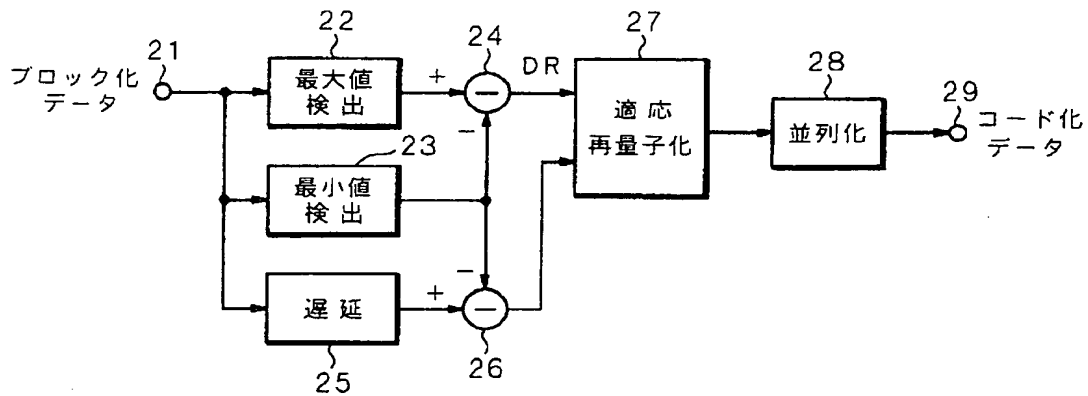 21
ブロック化
データ
22
最大値
検出
+
24
−
DR
27
適応
再量子化
28
並列化
29
コード化
データ
−
23
最小値
検出
−
25
遅延
+
26
−